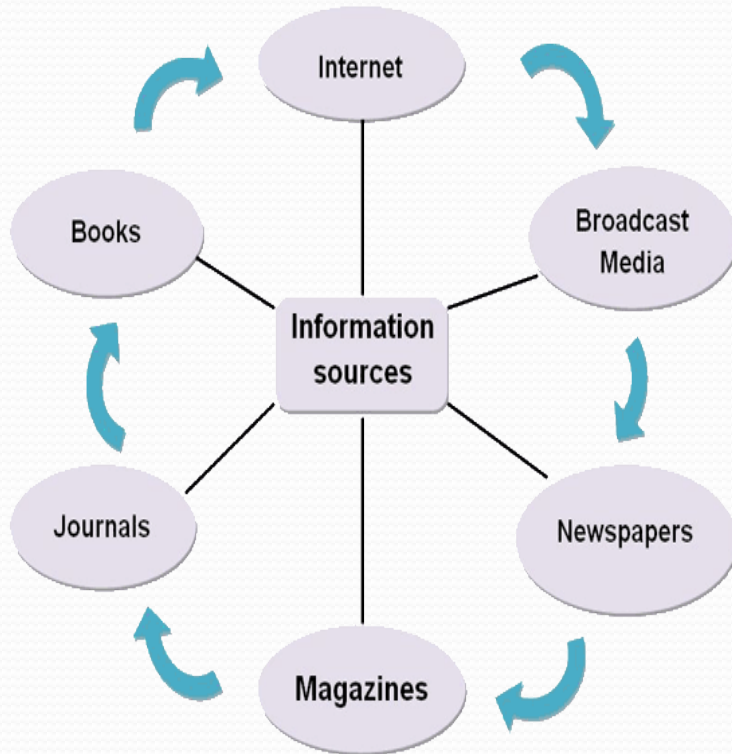 Internet
Broadcast
Media
Books
Information
sources
Journals
Newspapers
Magazines